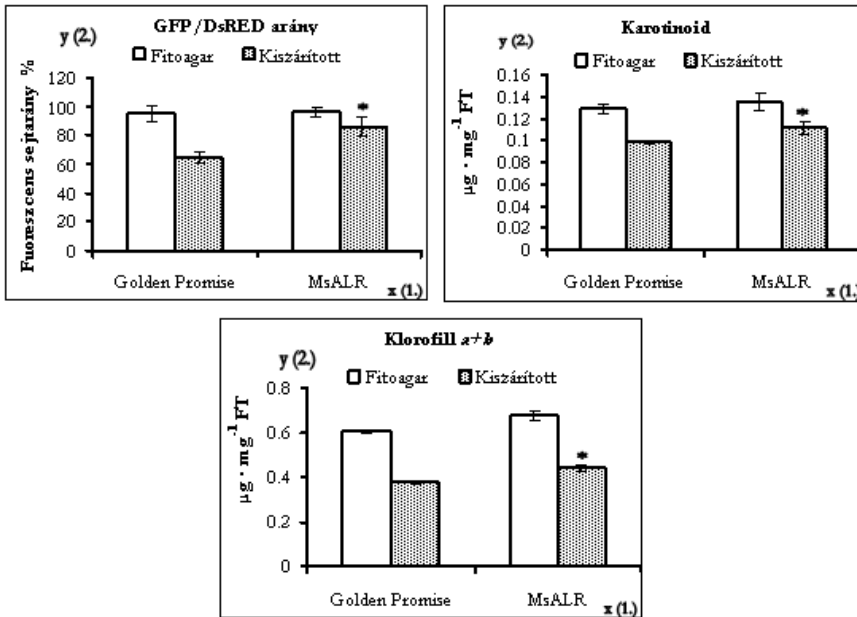 GFP/DsRED arány
y (2.)
Fitoagar Kiszárított
Fuoreszcens sejtarány %
120
100
80
60
40
20
0
*
Golden Promise MsALR
x (1.)
Karotinoid
y (2.)
Fitoagar Kiszárított
µg · mg⁻¹ FT
0.16
0.14
0.12
0.1
0.08
0.06
0.04
0.02
0
*
Golden Promise MsALR
x (1.)
Klorofill a+b
y (2.)
Fitoagar Kiszárított
µg · mg⁻¹ FT
0.8
0.6
0.4
0.2
0
*
Golden Promise MsALR
x (1.)